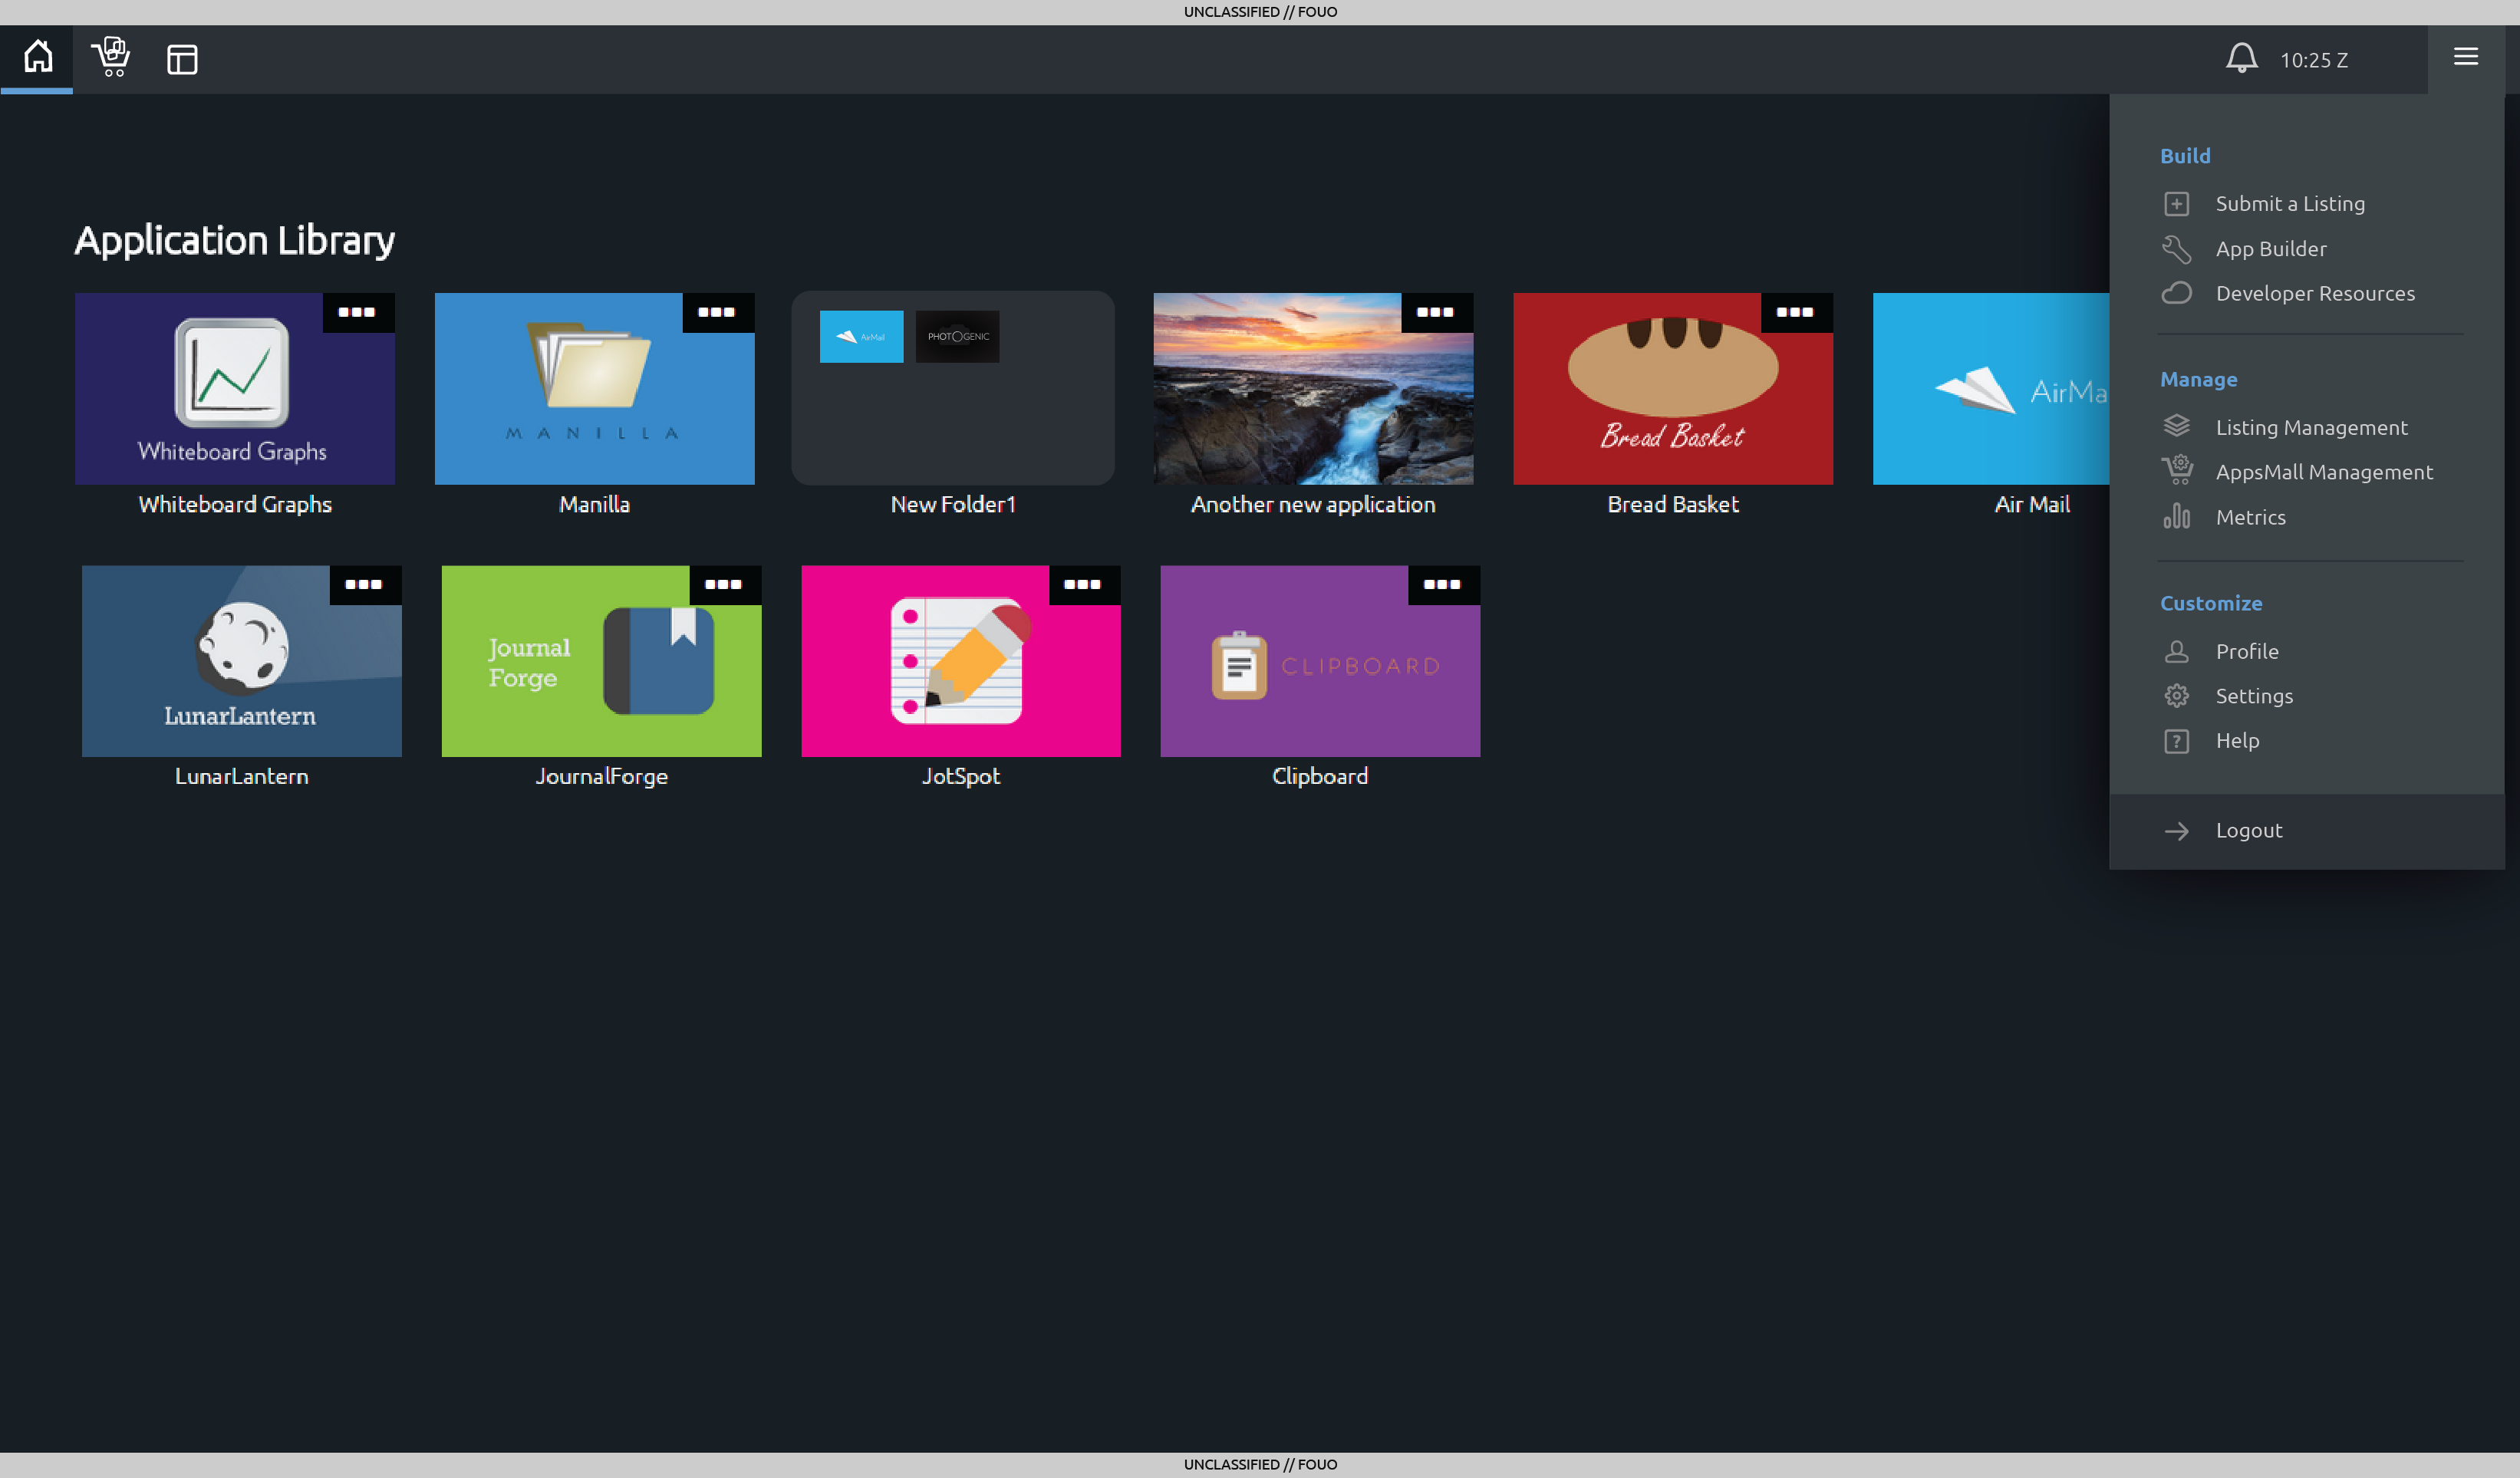 UNCLASSIFIED // FOUO
10:25 Z
Build
Submit a Listing
App Builder
Developer Resources
Manage
Listing Management
AppsMall Management
Metrics
Customize
Profile
Settings
Help
Logout
Application Library
Whiteboard Graphs
MANILLA
AirMail
PHOTOGENIC
Bread Basket
AirMa
Whiteboard Graphs
Manilla
New Folder1
Another new application
Bread Basket
Air Mail
LunarLantern
Journal
Forge
CLIPBOARD
LunarLantern
JournalForge
JotSpot
Clipboard
UNCLASSIFIED // FOUO